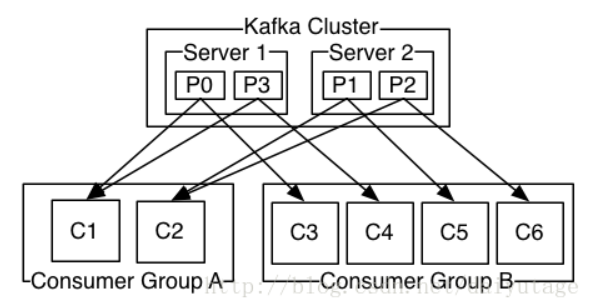 Kafka Cluster
Server 1 Server 2
P0 P3 P1 P2
C1 C2 C3 C4 C5 C6
Consumer Group A Consumer Group B